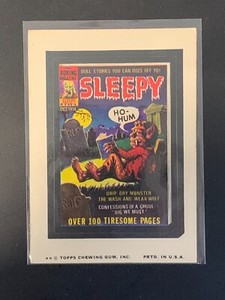 DULL STORIES YOU CAN DOZE OFF TO!
SLEEPY
HO-
HUM
DRIP DRY MONSTER
THE WASH AND WEAR WOLF
CONFESSIONS OF A GHOUL
"DIG WE MUST"
OVER 100 TIRESOME PAGES
** © TOPPS CHEWING GUM, INC. PRTD. IN U.S.A.